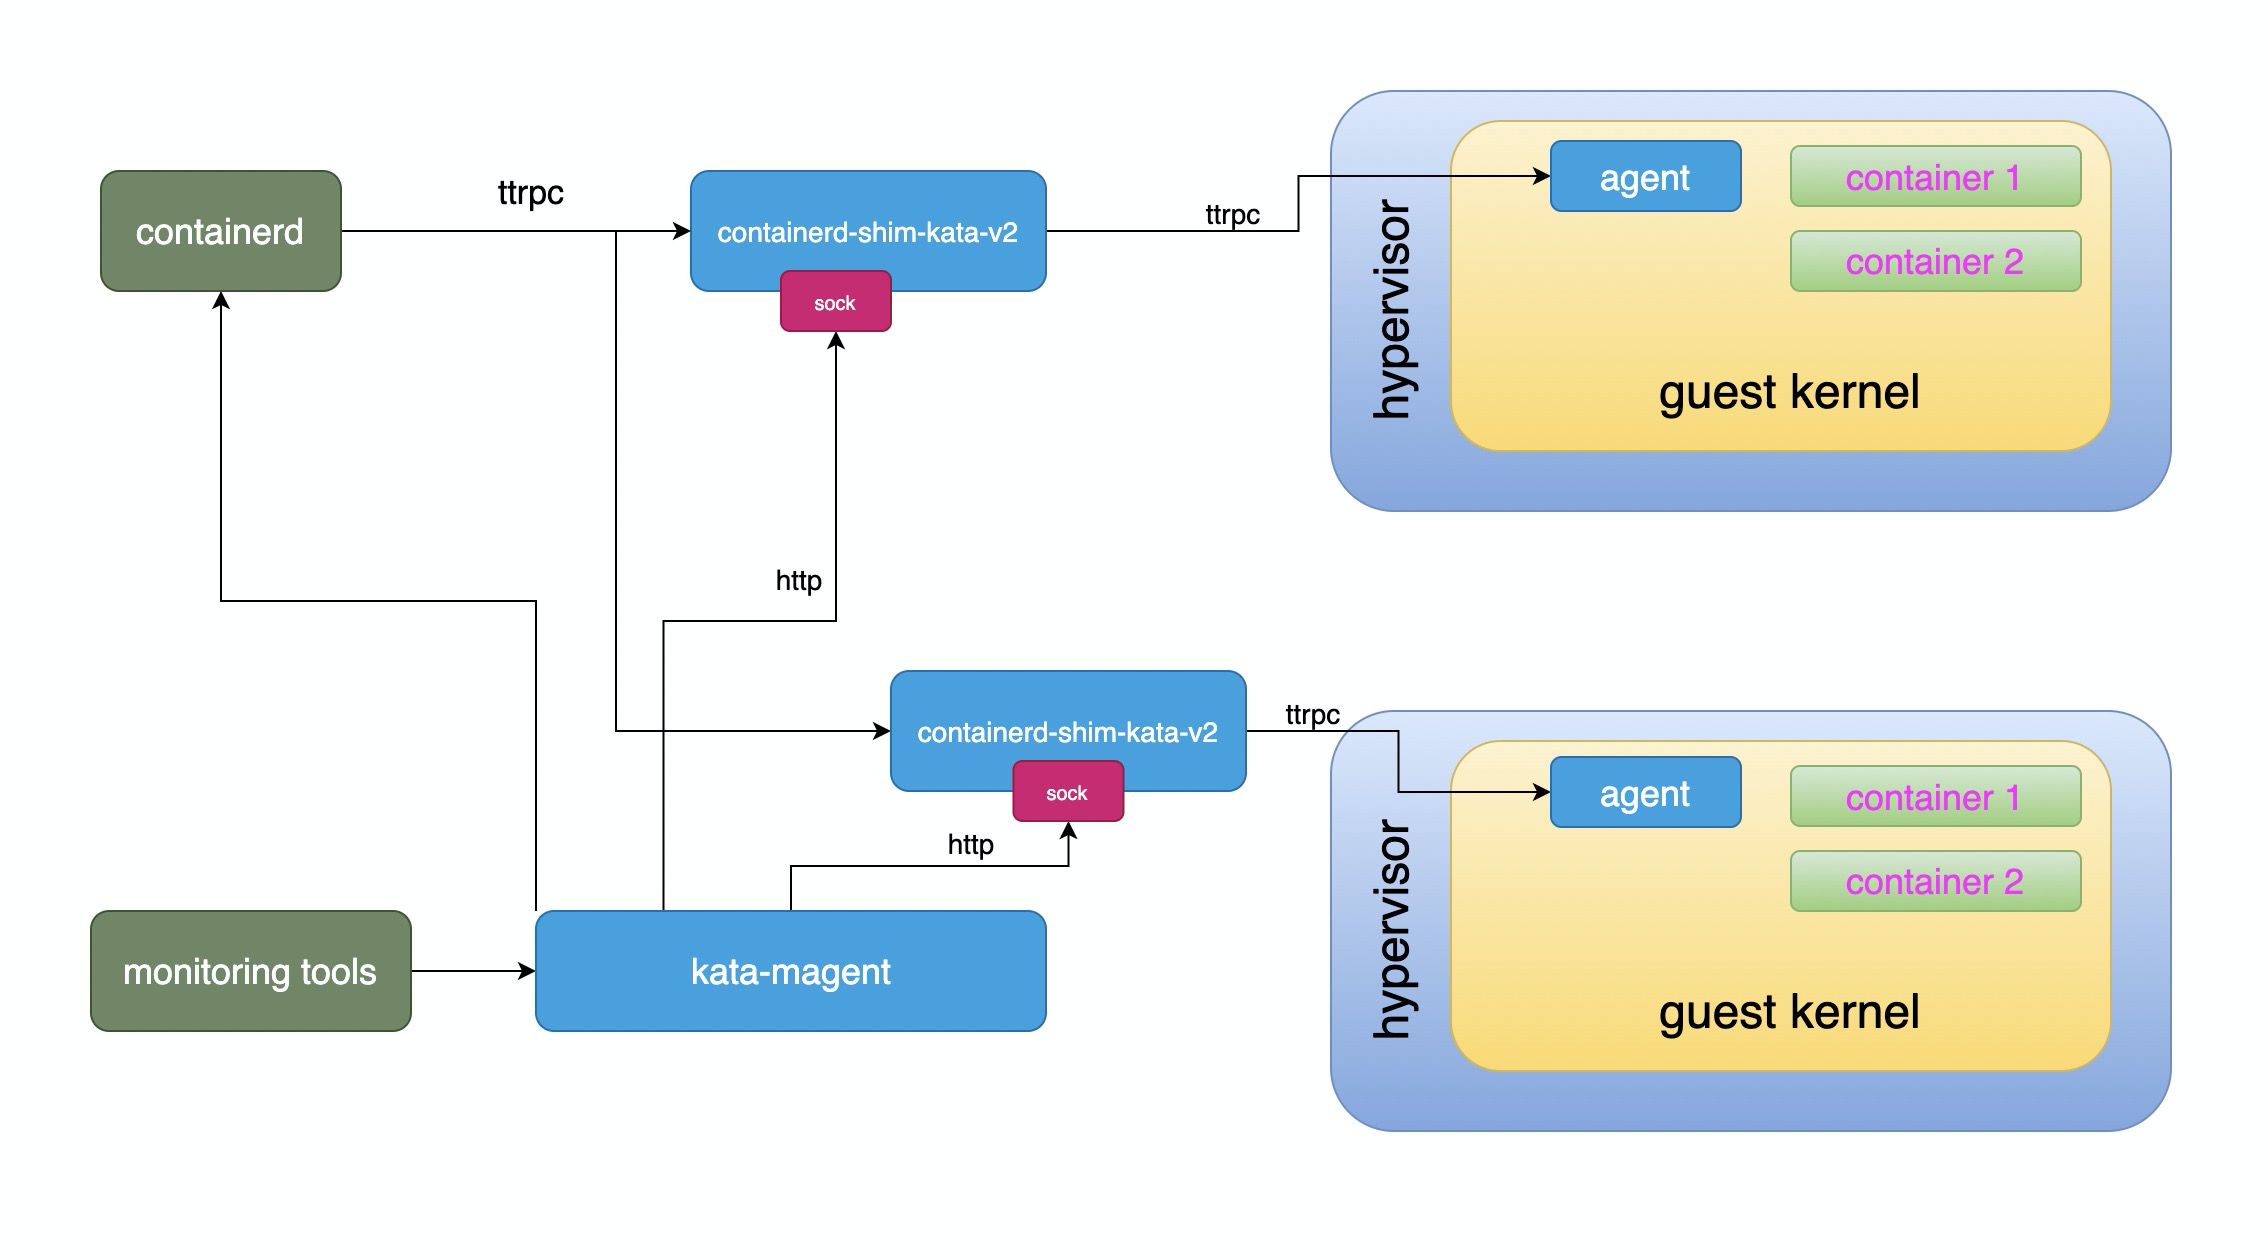 containerd
ttrpc
containerd-shim-kata-v2
sock
ttrpc
hypervisor
agent
container 1
container 2
guest kernel
http
containerd-shim-kata-v2
sock
ttrpc
http
hypervisor
agent
container 1
container 2
guest kernel
monitoring tools
kata-magent